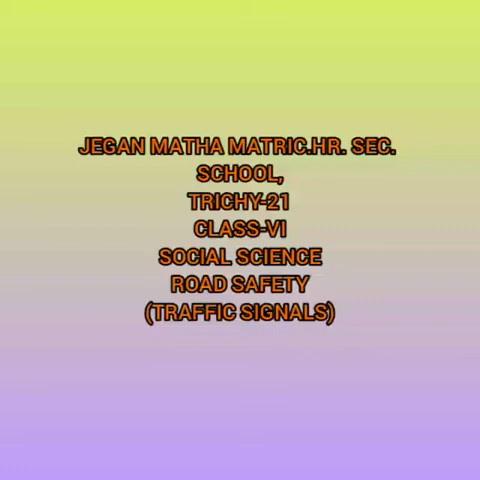 JEGAN MATHA MATRIC.HR. SEC.
SCHOOL,
TRICHY-21
CLASS-VI
SOCIAL SCIENCE
ROAD SAFETY
(TRAFFIC SIGNALS)